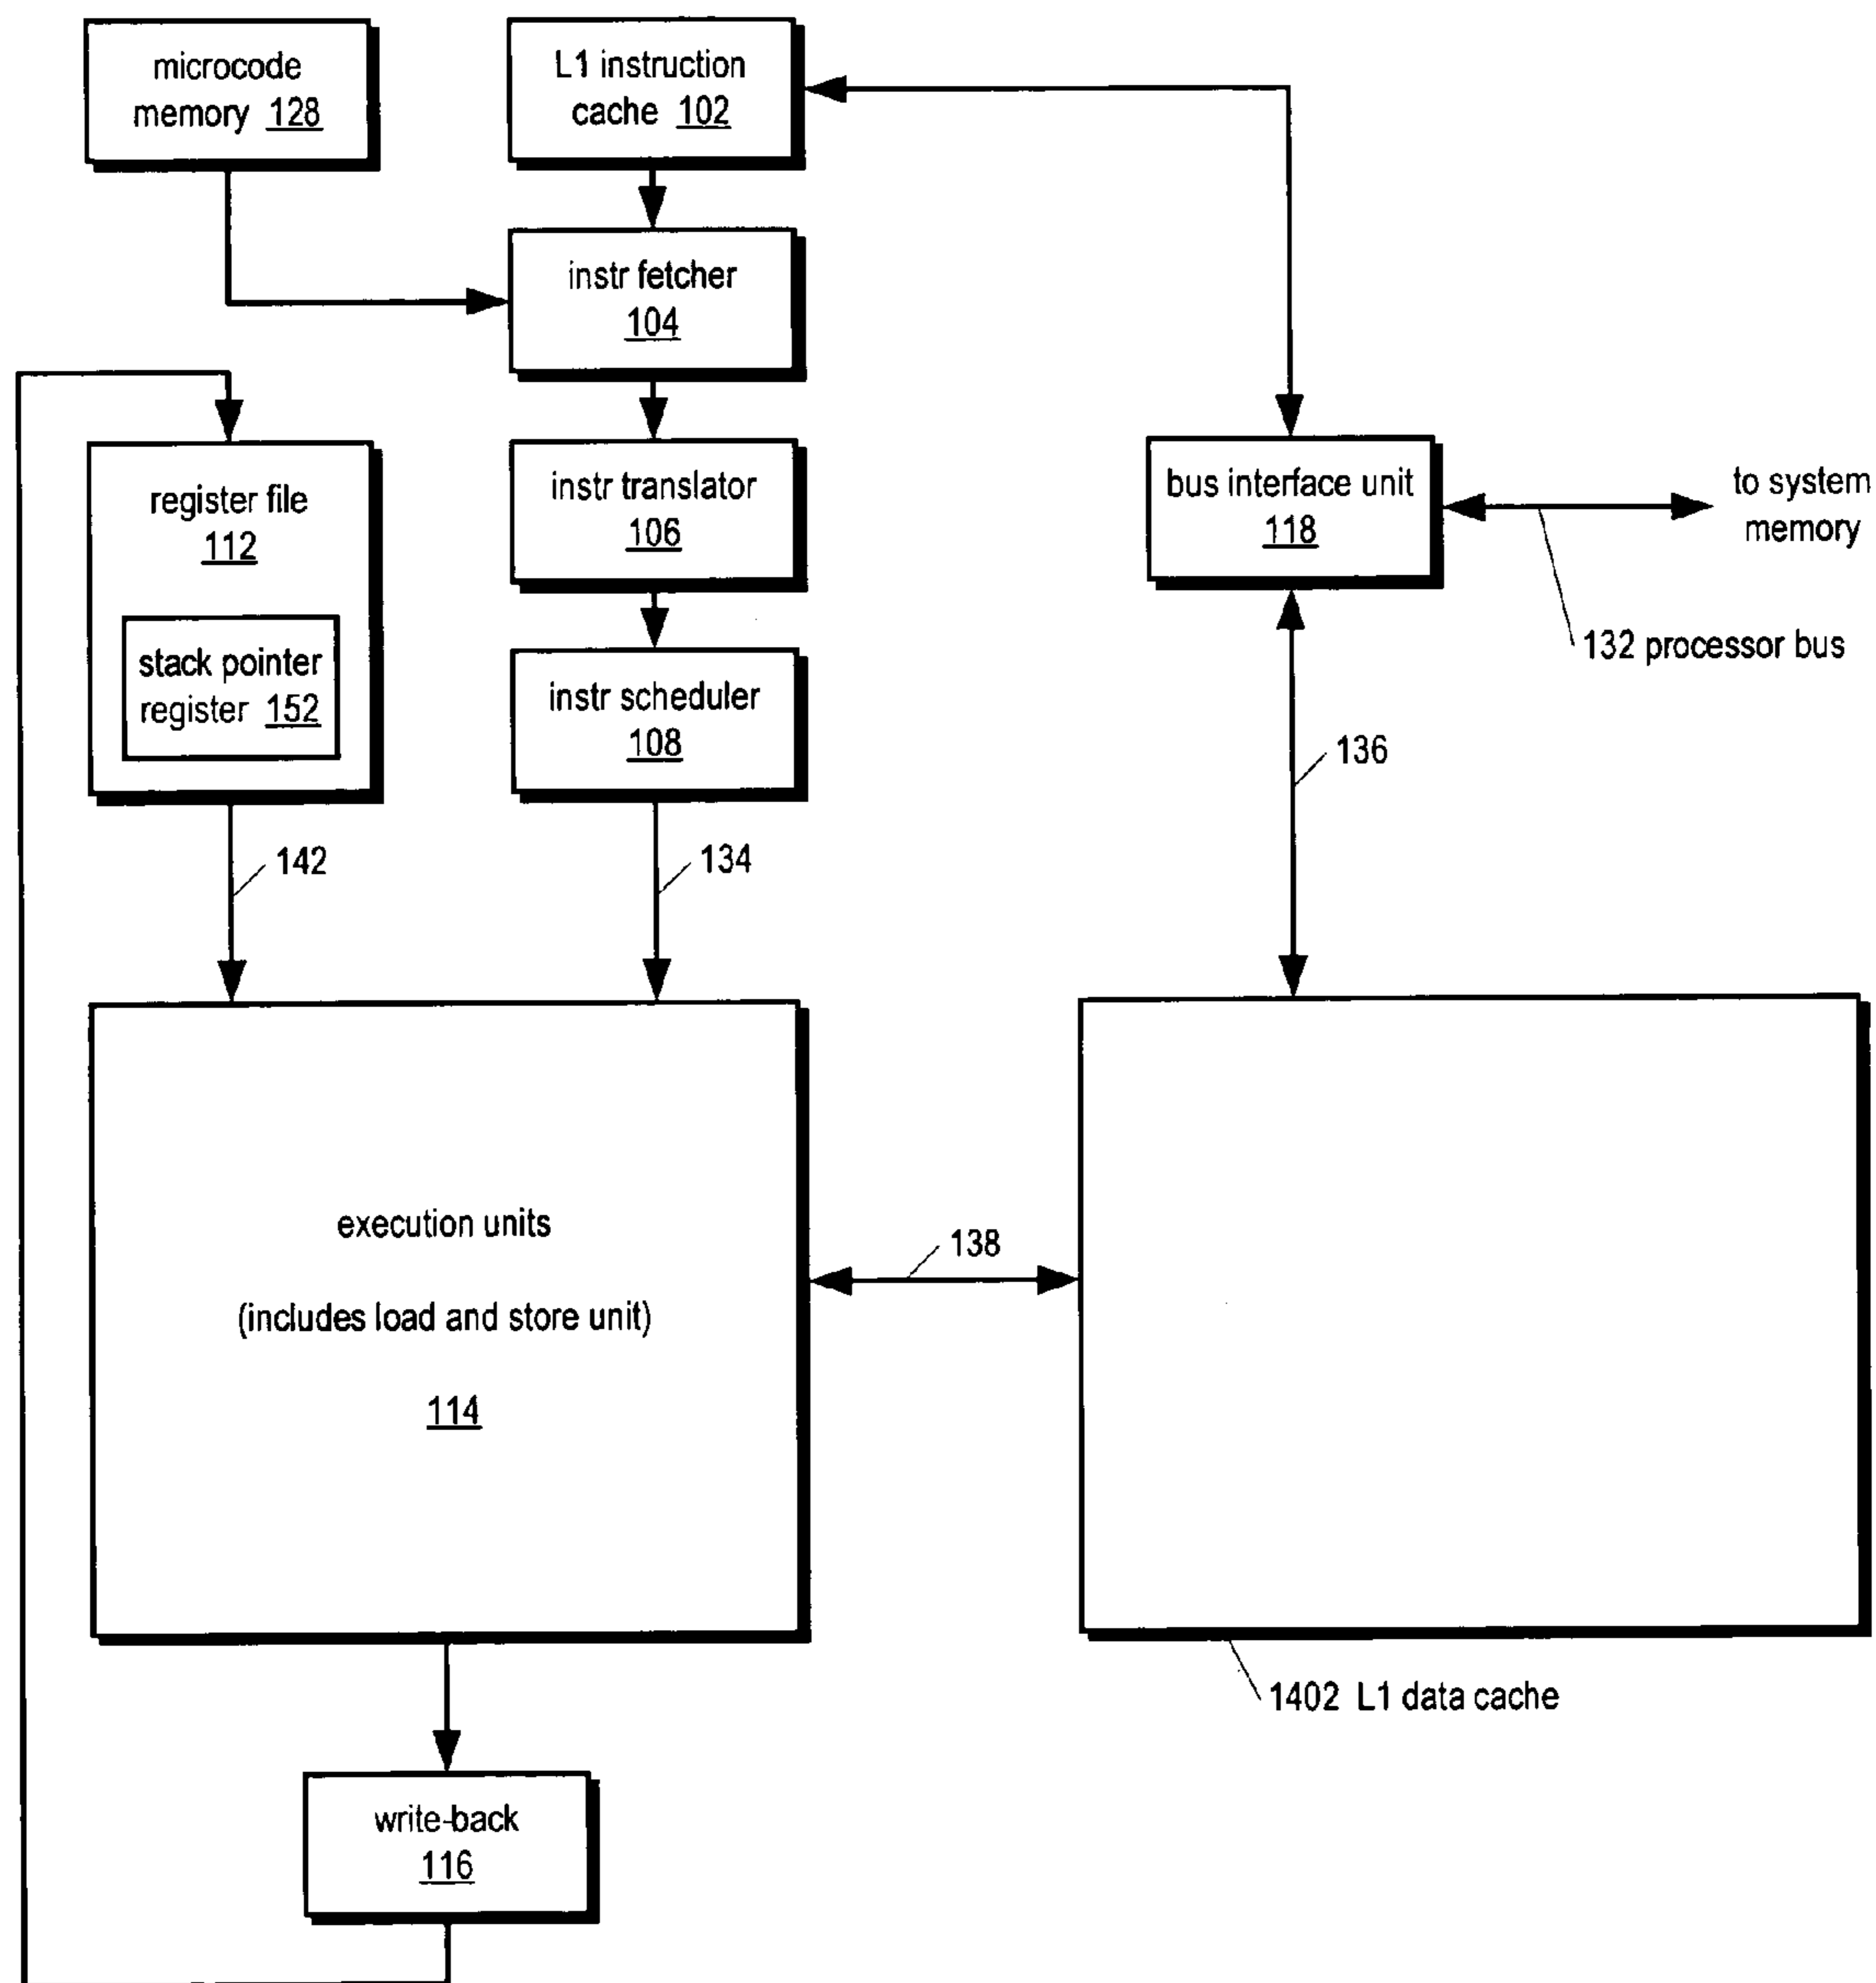 microcode
memory 128
L1 instruction
cache 102
instr fetcher
104
register file
112
stack pointer
register 152
instr translator
106
bus interface unit
118
to system
memory
132 processor bus
instr scheduler
108
136
142
134
execution units
(includes load and store unit)
114
138
1402 L1 data cache
write-back
116